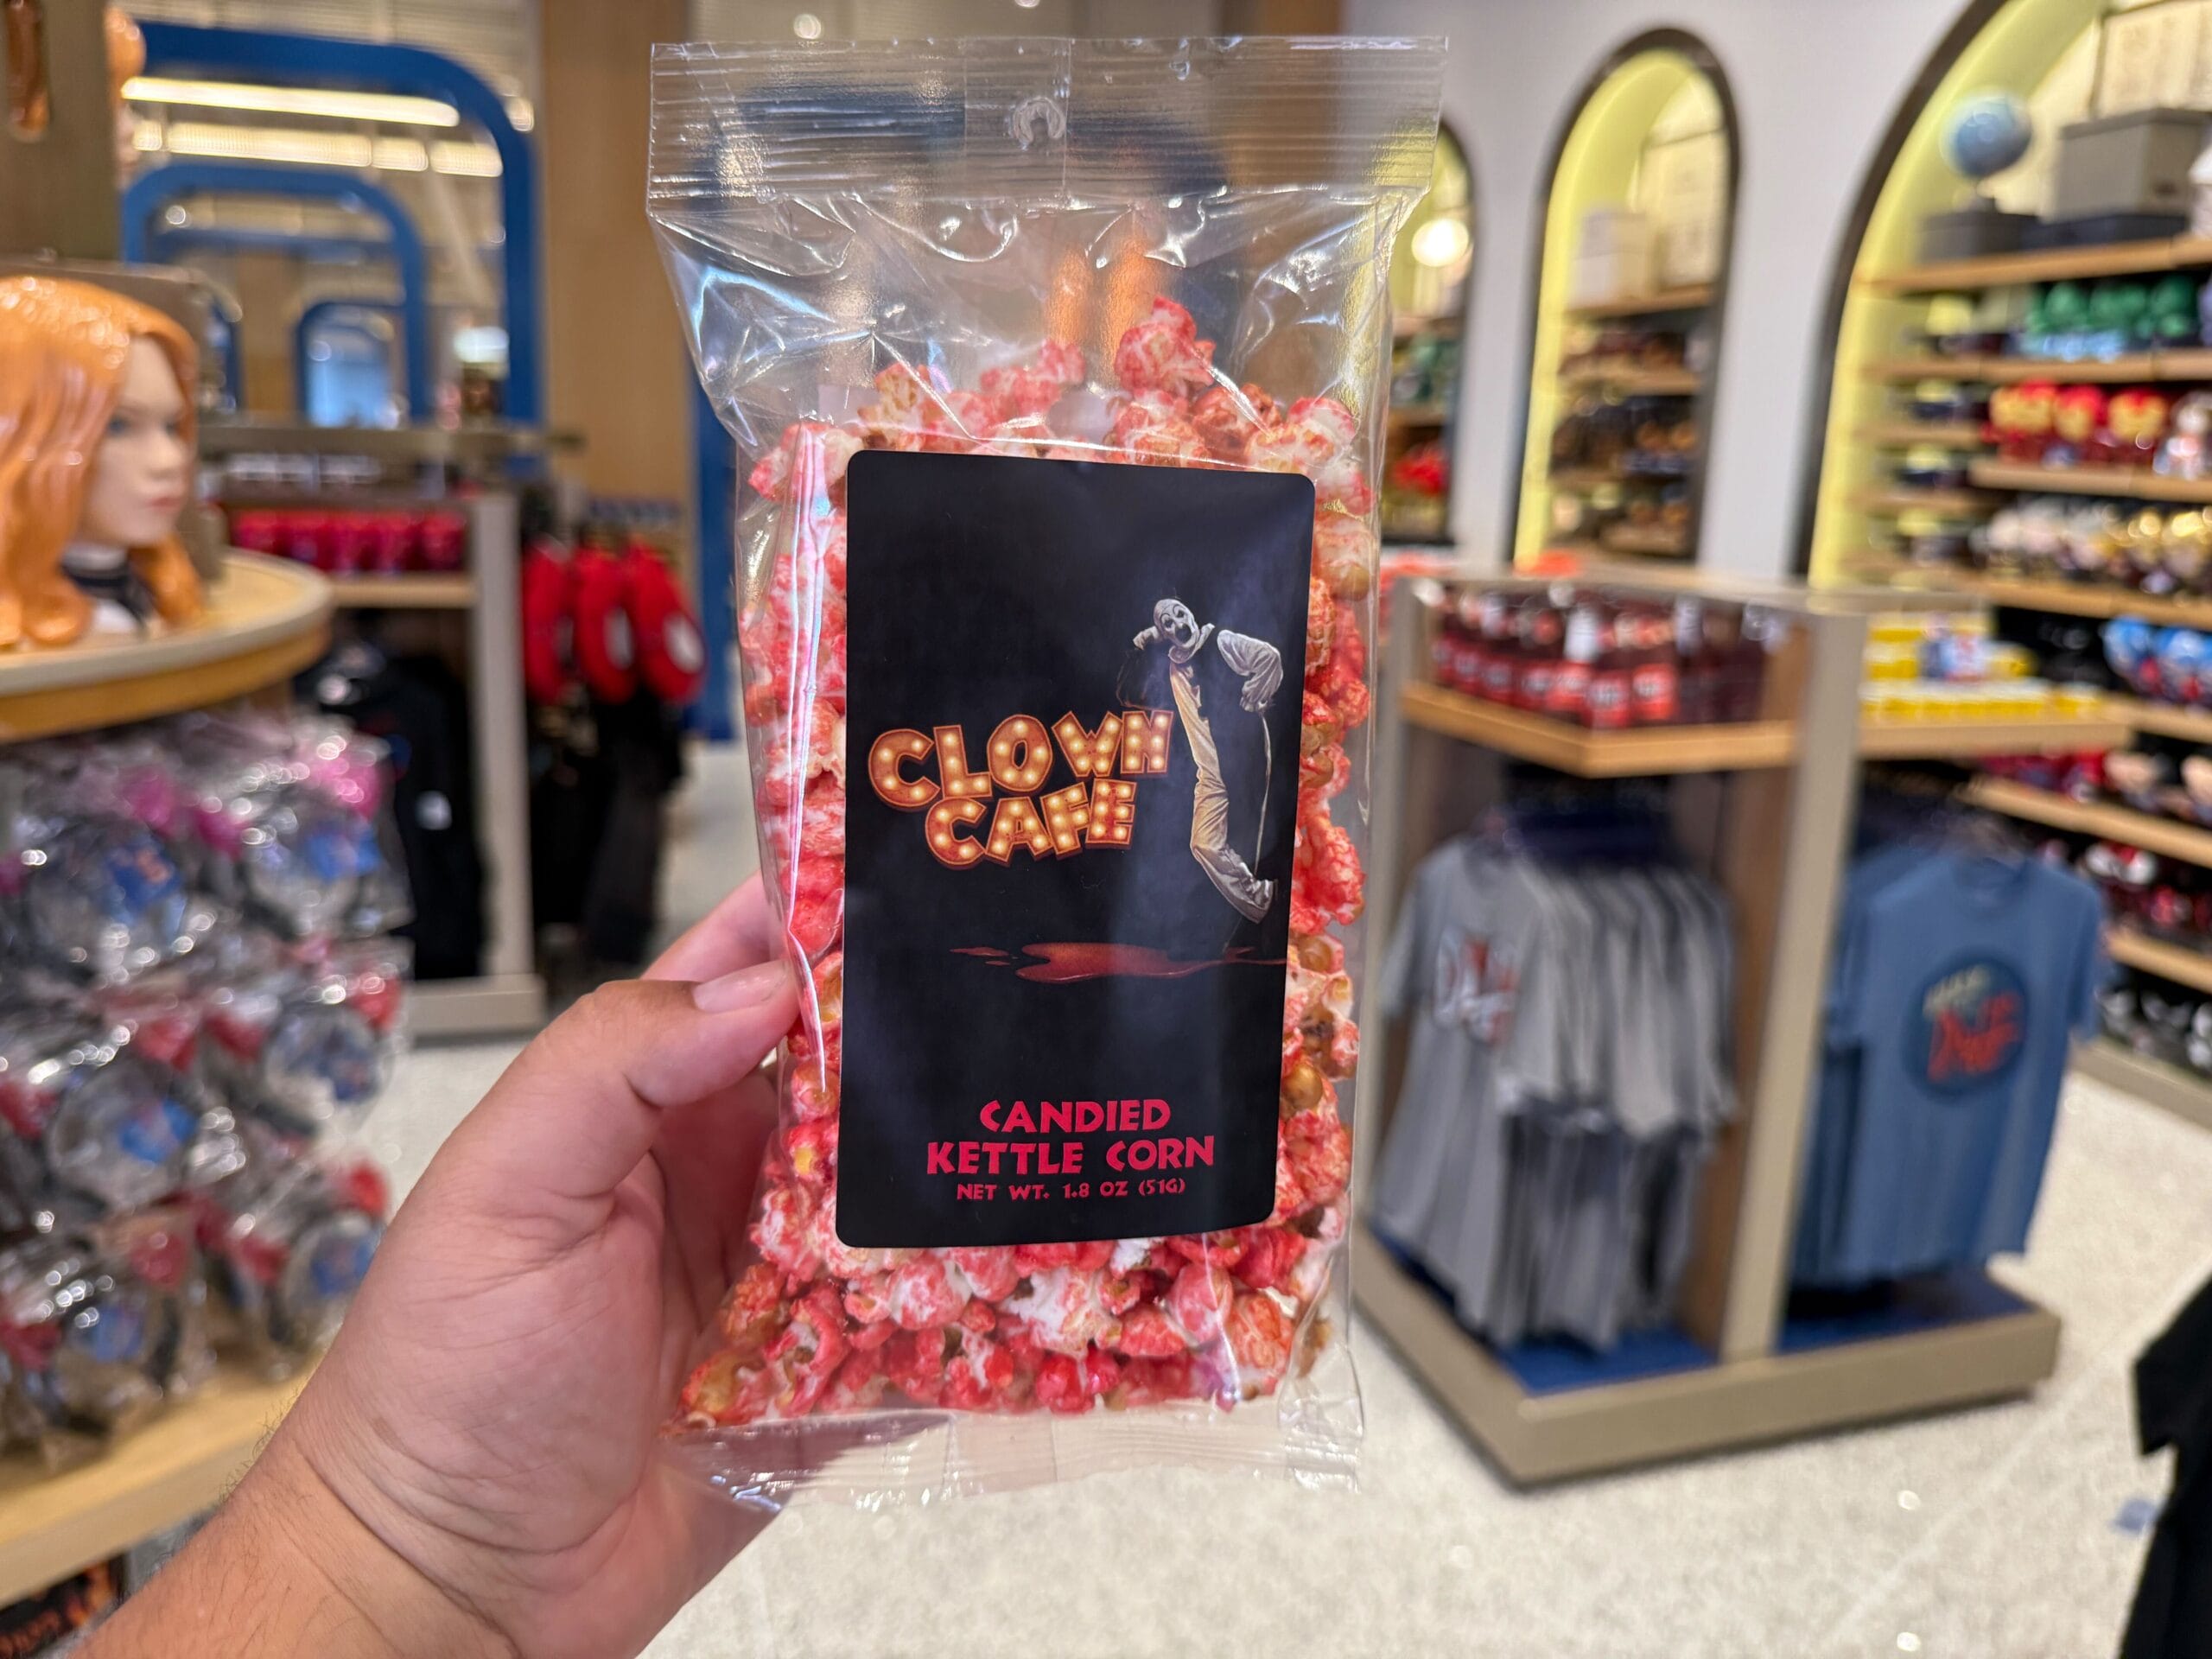 CLOWN
CAFE
CANDIED
KETTLE CORN
NET WT. 1.8 OZ (51G)